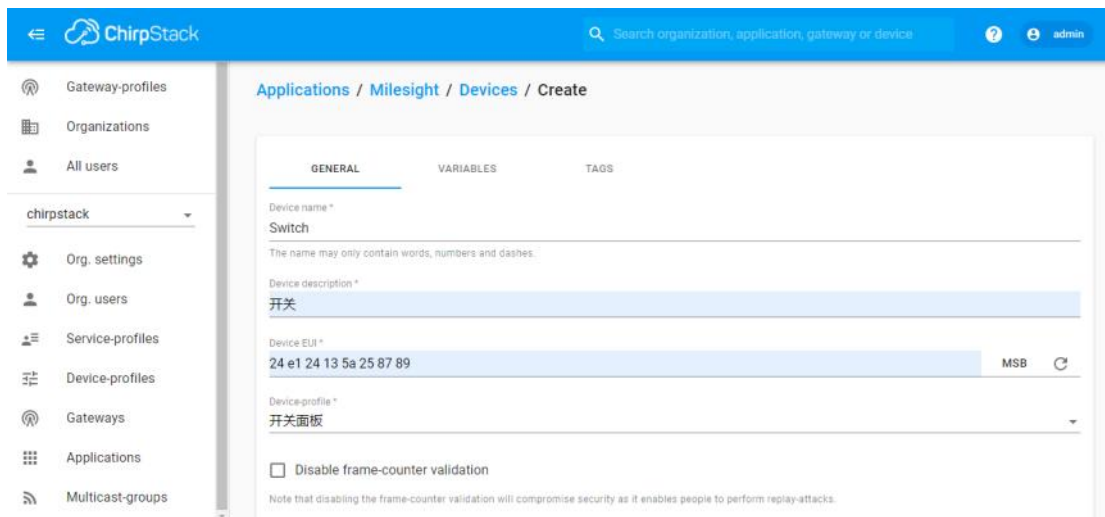 ChirpStack
Search organization, application, gateway or device
? admin
Gateway-profiles
Organizations
All users
chirpstack
Org. settings
Org. users
Service-profiles
Device-profiles
Gateways
Applications
Multicast-groups
Applications / Milesight / Devices / Create
GENERAL VARIABLES TAGS
Device name *
Switch
The name may only contain words, numbers and dashes.
Device description *
开关
Device EUI *
24 e1 24 13 5a 25 87 89 MSB
Device-profile *
开关面板
Disable frame-counter validation
Note that disabling the frame-counter validation will compromise security as it enables people to perform replay-attacks.